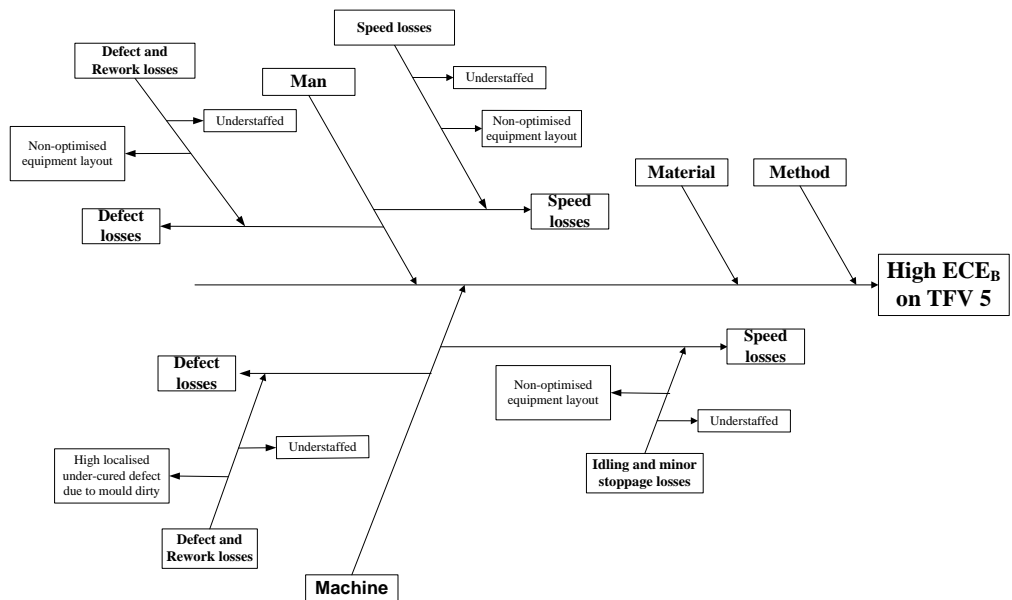 Speed losses
Defect and
Rework losses
Man
Understaffed
Understaffed
Non-optimised
equipment layout
Non-optimised
equipment layout
Material
Method
Defect
losses
Speed
losses
High ECE_B
on TFV 5
Defect
losses
Speed
losses
Non-optimised
equipment layout
Understaffed
Understaffed
High localised
under-cured defect
due to mould dirty
Idling and minor
stoppage losses
Defect and
Rework losses
Machine